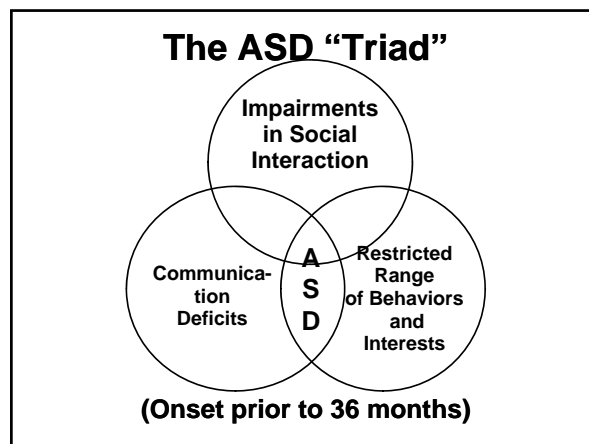 The ASD “Triad”
Impairments
in Social
Interaction
Communica-
tion
Deficits
A
S
D
Restricted
Range
of Behaviors
and
Interests
(Onset prior to 36 months)